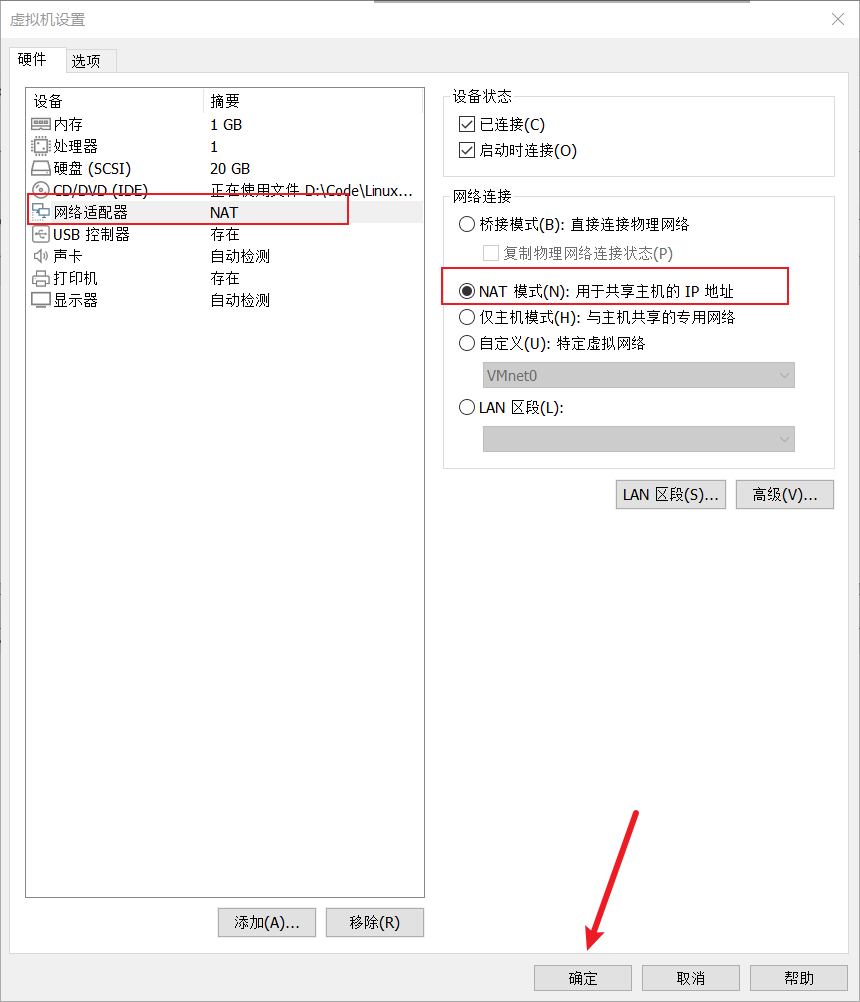 虚拟机设置
硬件 选项
设备 摘要
内存 1 GB
处理器 1
硬盘 (SCSI) 20 GB
CD/DVD (IDE) 正在使用文件 D:\Code\Linux...
网络适配器 NAT
USB 控制器 存在
声卡 自动检测
打印机 存在
显示器 自动检测
添加(A)... 移除(R)
设备状态
已连接(C)
启动时连接(O)
网络连接
桥接模式(B): 直接连接物理网络
复制物理网络连接状态(P)
NAT 模式(N): 用于共享主机的 IP 地址
仅主机模式(H): 与主机共享的专用网络
自定义(U): 特定虚拟网络
VMnet0
LAN 区段(L):
LAN 区段(S)... 高级(V)...
确定 取消 帮助